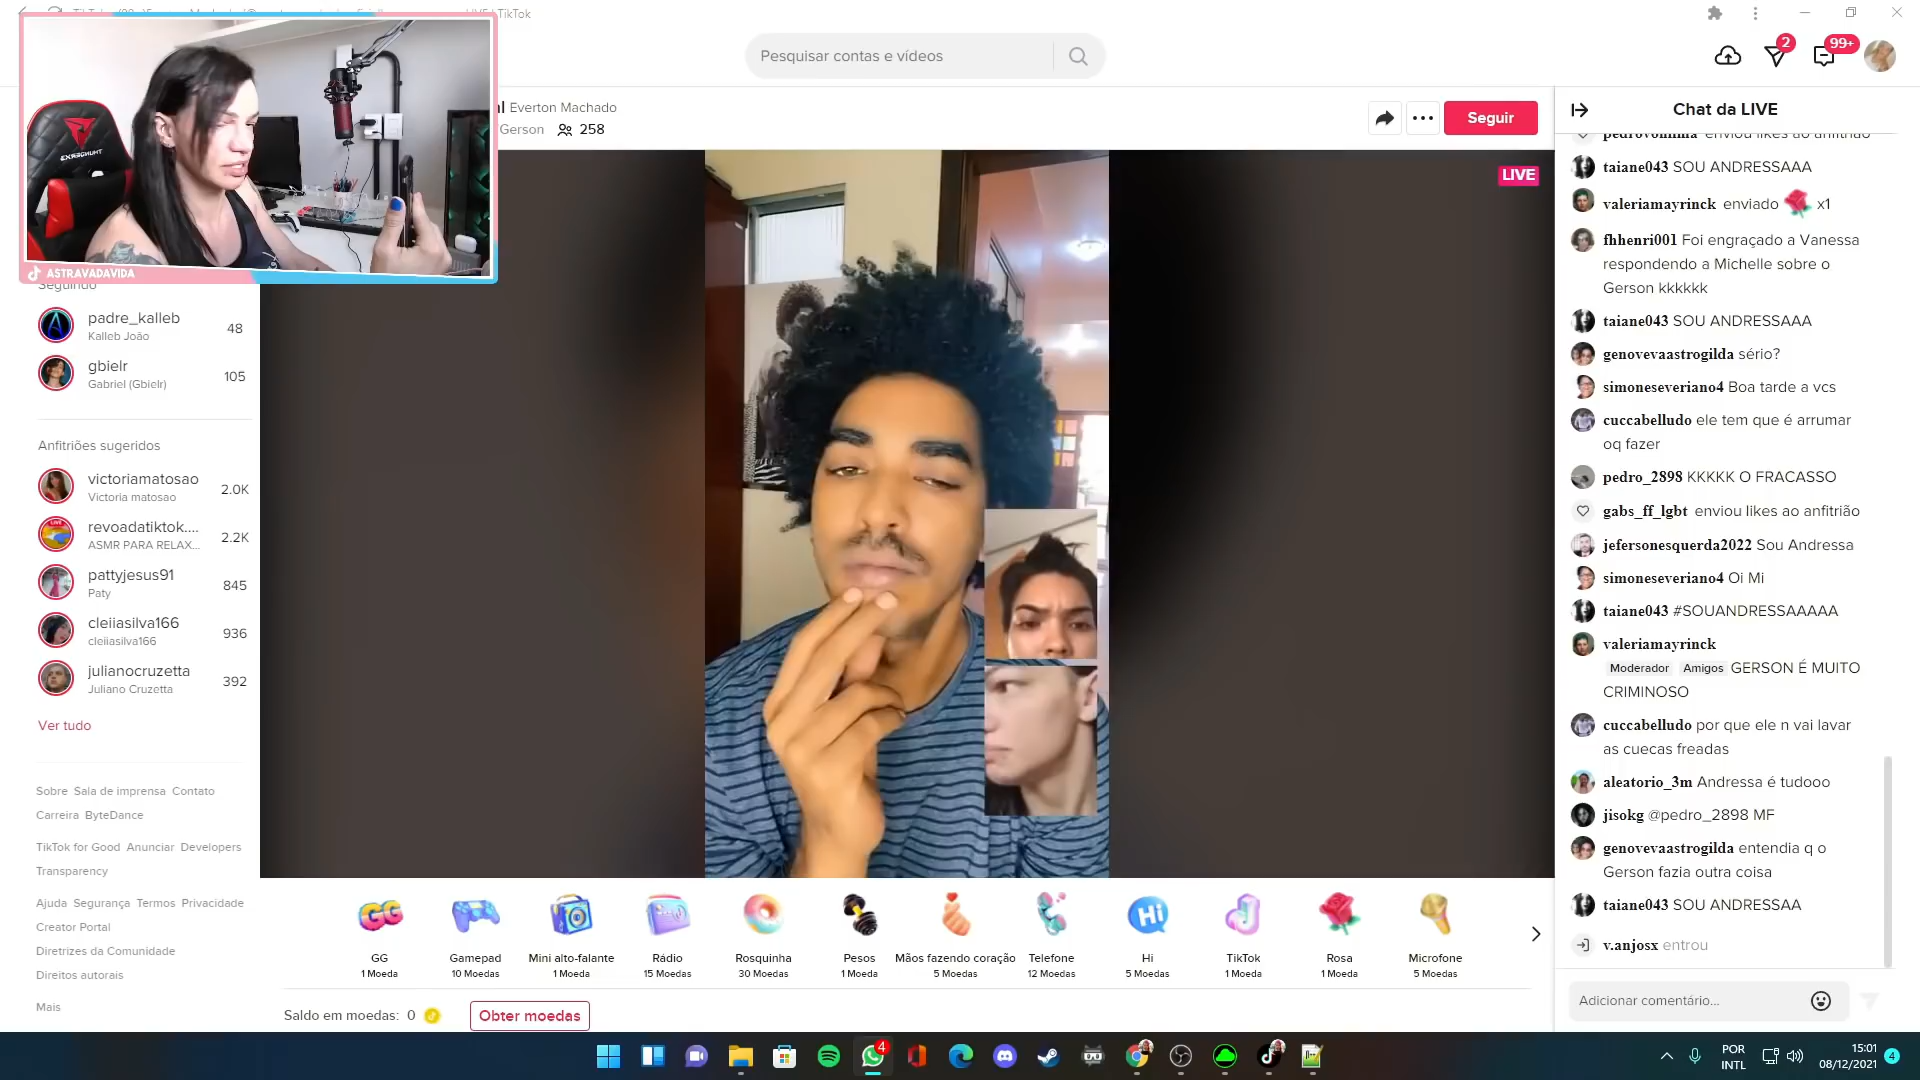 TikTok
Pesquisar contas e vídeos
2
99+
EXRGHUNT
ASTRAVADAVIDA
Everton Machado
Gerson 258
Seguir
Seguindo
padre_kalleb
Kalleb João
48
gbielr
Gabriel (Gbielr)
105
Anfitriões sugeridos
victoriamatosao
Victoria matosao
2.0K
revoadatiktok....
ASMR PARA RELAX...
2.2K
pattyjesus91
Paty
845
cleiiasilva166
cleiiasilva166
936
julianocruzetta
Juliano Cruzetta
392
Ver tudo
Sobre Sala de imprensa Contato
Carreira ByteDance
TikTok for Good Anunciar Developers
Transparency
Ajuda Segurança Termos Privacidade
Creator Portal
Diretrizes da Comunidade
Direitos autorais
Mais
LIVE
GG
1 Moeda
Gamepad
10 Moedas
Mini alto-falante
1 Moeda
Rádio
15 Moedas
Rosquinha
30 Moedas
Pesos
1 Moeda
Mãos fazendo coração
5 Moedas
Telefone
12 Moedas
Hi
Hi
5 Moedas
TikTok
1 Moeda
Rosa
1 Moeda
Microfone
5 Moedas
Saldo em moedas: 0
Obter moedas
Chat da LIVE
enviou likes ao anfitrião
taiane043 SOU ANDRESSAAA
valeriamayrinck enviado x1
fhhenri001 Foi engraçado a Vanessa
respondendo a Michelle sobre o
Gerson kkkkkk
taiane043 SOU ANDRESSAAA
genovevaastrogilda sério?
simoneseveriano4 Boa tarde a vcs
cuccabelludo ele tem que é arrumar
oq fazer
pedro_2898 KKKKK O FRACASSO
gabs_ff_lgbt enviou likes ao anfitrião
jefersonesquerda2022 Sou Andressa
simoneseveriano4 Oi Mi
taiane043 #SOUANDRESSAAAAA
valeriamayrinck
Moderador Amigos GERSON É MUITO
CRIMINOSO
cuccabelludo por que ele n vai lavar
as cuecas freadas
aleatorio_3m Andressa é tudooo
jisokg @pedro_2898 MF
genovevaastrogilda entendia q o
Gerson fazia outra coisa
taiane043 SOU ANDRESSAA
v.anjosx entrou
Adicionar comentário...
4
POR
INTL
15:01
08/12/2021
4